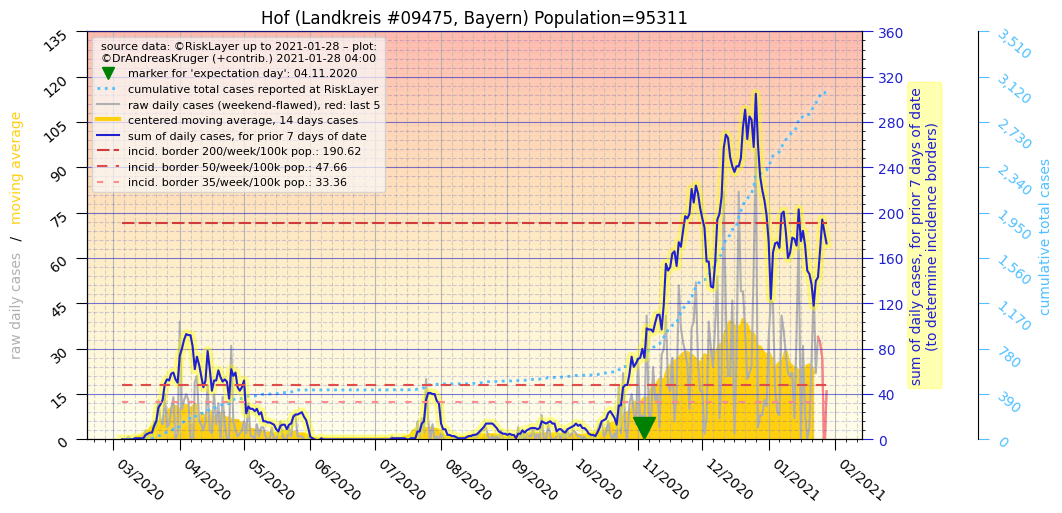 Hof (Landkreis #09475, Bayern) Population=95311
source data: ©RiskLayer up to 2021-01-28 – plot:
©DrAndreasKruger (+contrib.) 2021-01-28 04:00
marker for 'expectation day': 04.11.2020
cumulative total cases reported at RiskLayer
raw daily cases (weekend-flawed), red: last 5
centered moving average, 14 days cases
sum of daily cases, for prior 7 days of date
incid. border 200/week/100k pop.: 190.62
incid. border 50/week/100k pop.: 47.66
incid. border 35/week/100k pop.: 33.36
raw daily cases / moving average
135
120
105
90
75
60
45
30
15
0
03/2020
04/2020
05/2020
06/2020
07/2020
08/2020
09/2020
10/2020
11/2020
12/2020
01/2021
02/2021
360
320
280
240
200
160
120
80
40
0
sum of daily cases, for prior 7 days of date
(to determine incidence borders)
3,510
3,120
2,730
2,340
1,950
1,560
1,170
780
390
0
cumulative total cases